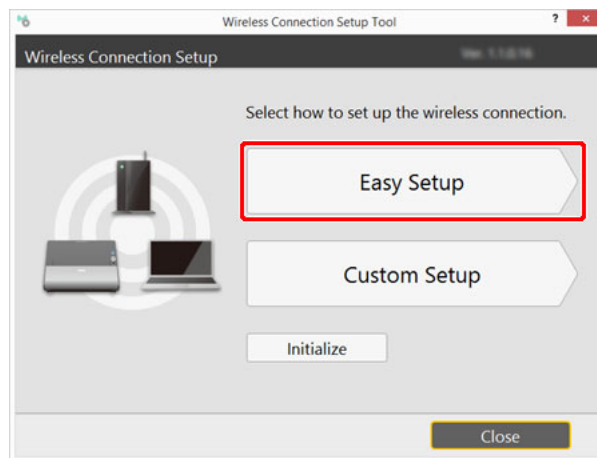 Wireless Connection Setup Tool
?
Wireless Connection Setup
Select how to set up the wireless connection.
Easy Setup
Custom Setup
Initialize
Close